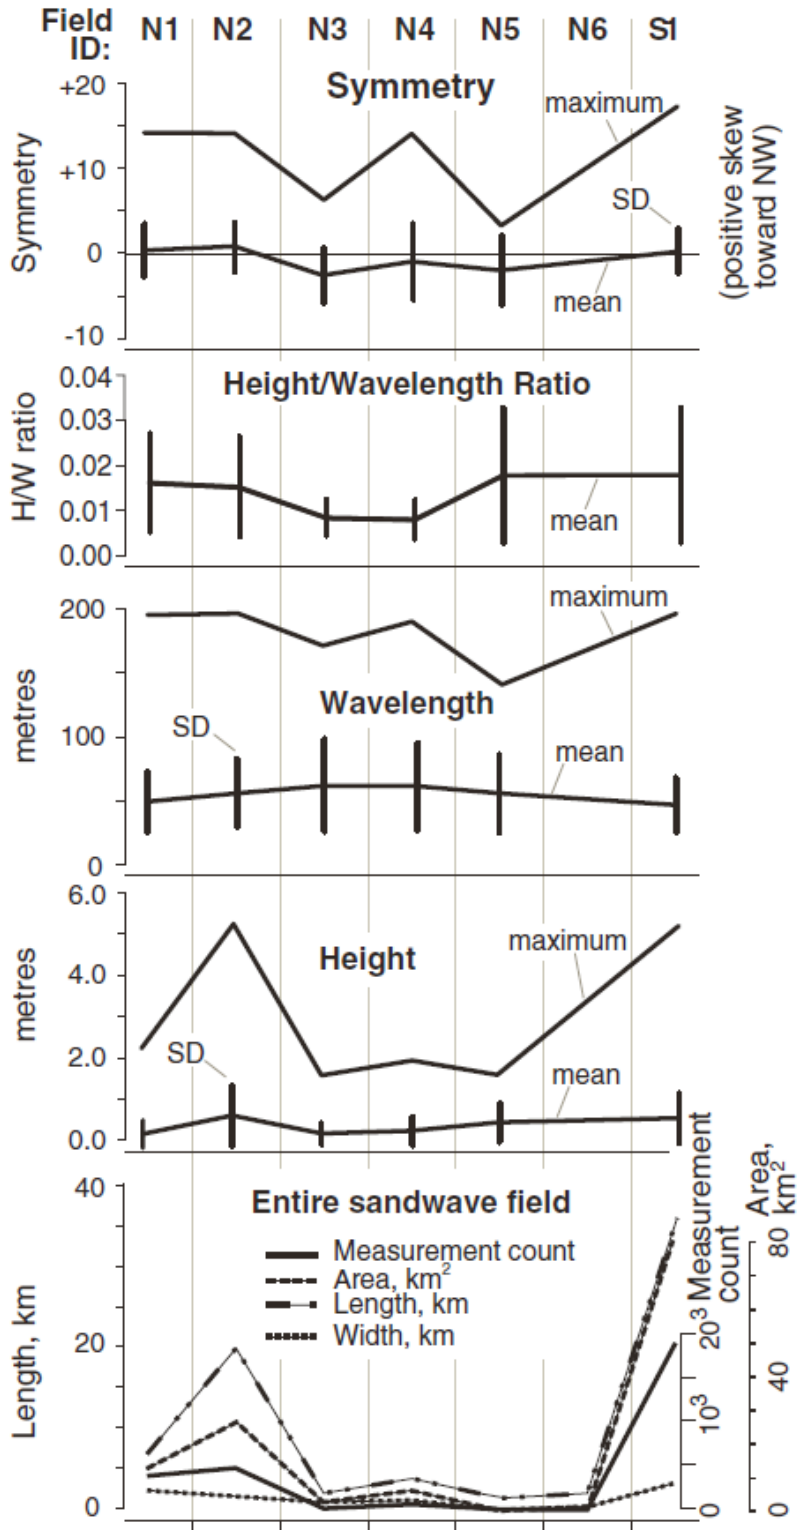 Field ID: N1 N2 N3 N4 N5 N6 S1
Symmetry
+20
+10
0
-10
Symmetry
maximum
SD
mean
(positive skew
toward NW)
Height/Wavelength Ratio
0.04
0.03
0.02
0.01
0.00
H/W ratio
mean
200
100
0
metres
maximum
Wavelength
SD
mean
6.0
4.0
2.0
0.0
metres
Height
maximum
SD
mean
Entire sandwave field
40
20
0
Length, km
Measurement count
Area, km²
Length, km
Width, km
Measurement
count
20³
10³
0
Area,
km²
80
40
0